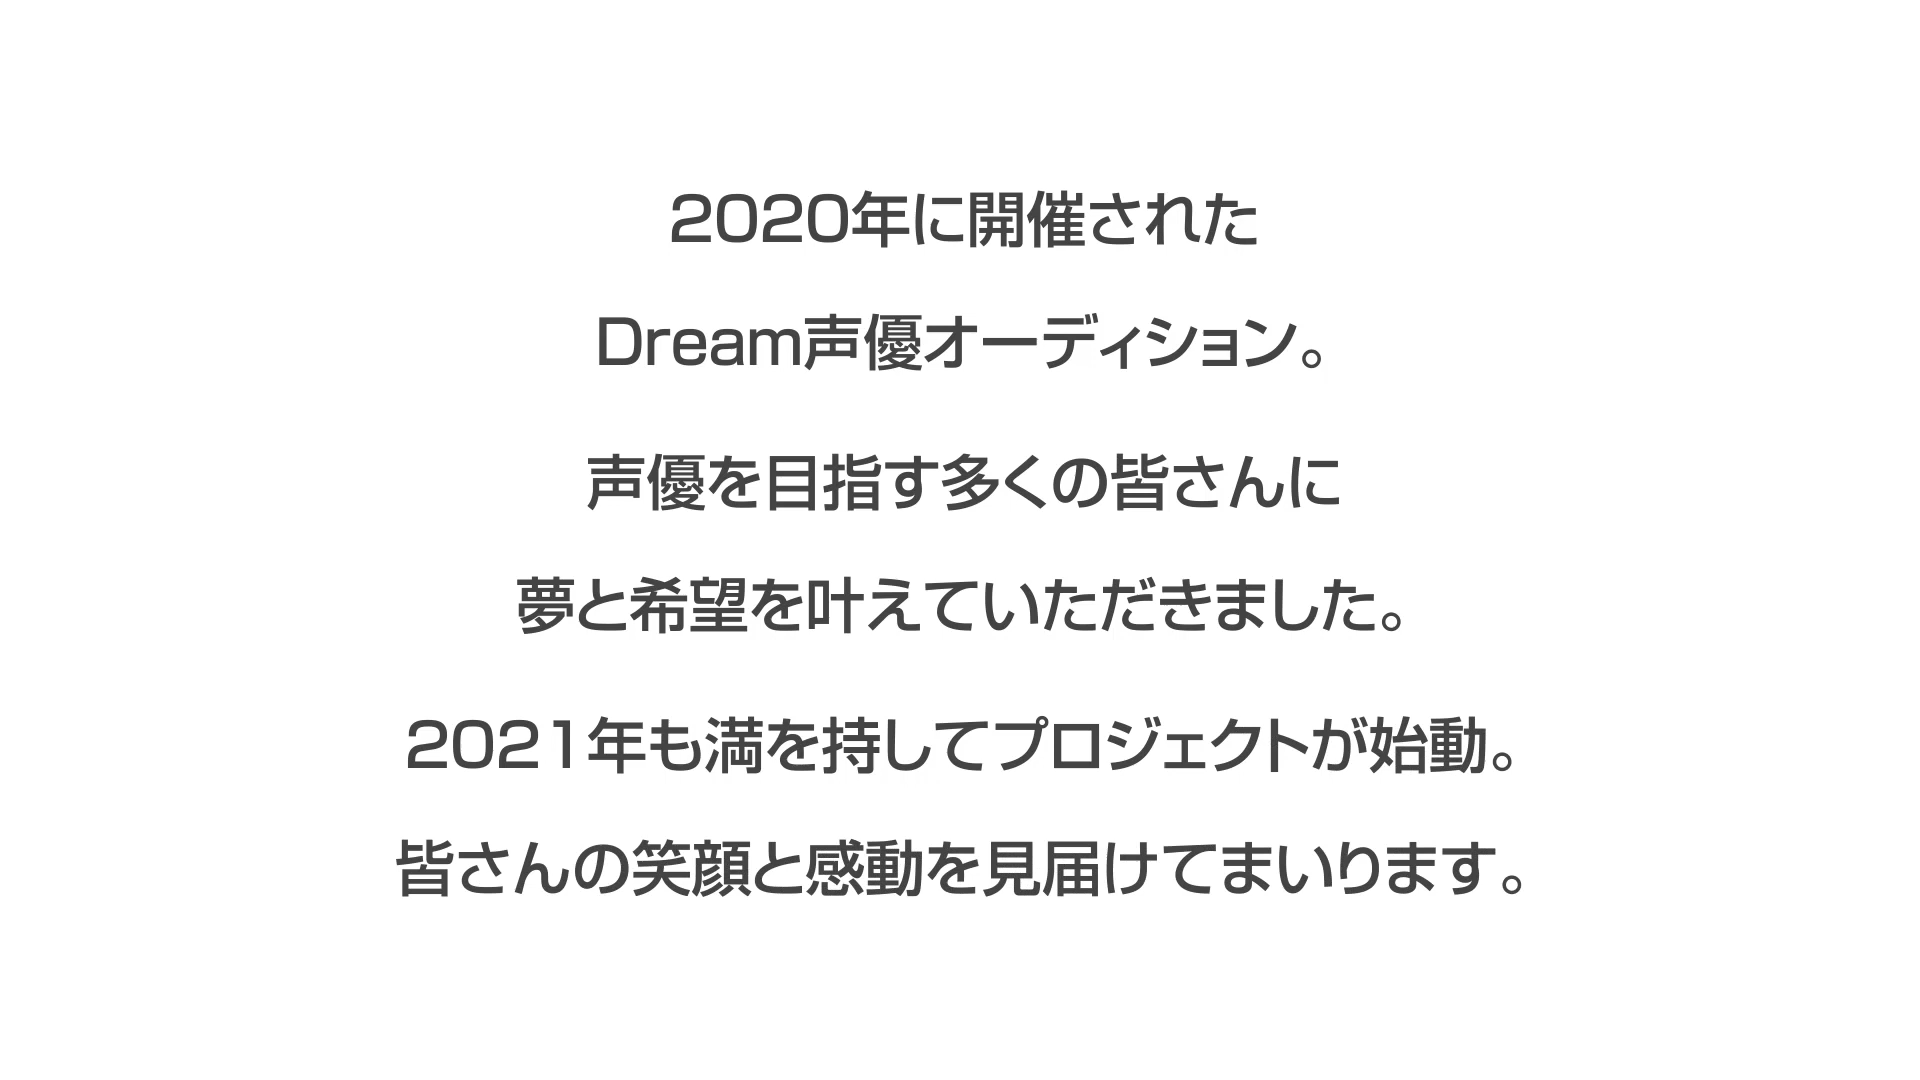 2020年に開催された
Dream声優オーディション。
声優を目指す多くの皆さんに
夢と希望を叶えていただきました。
2021年も満を持してプロジェクトが始動。
皆さんの笑顔と感動を見届けてまいります。